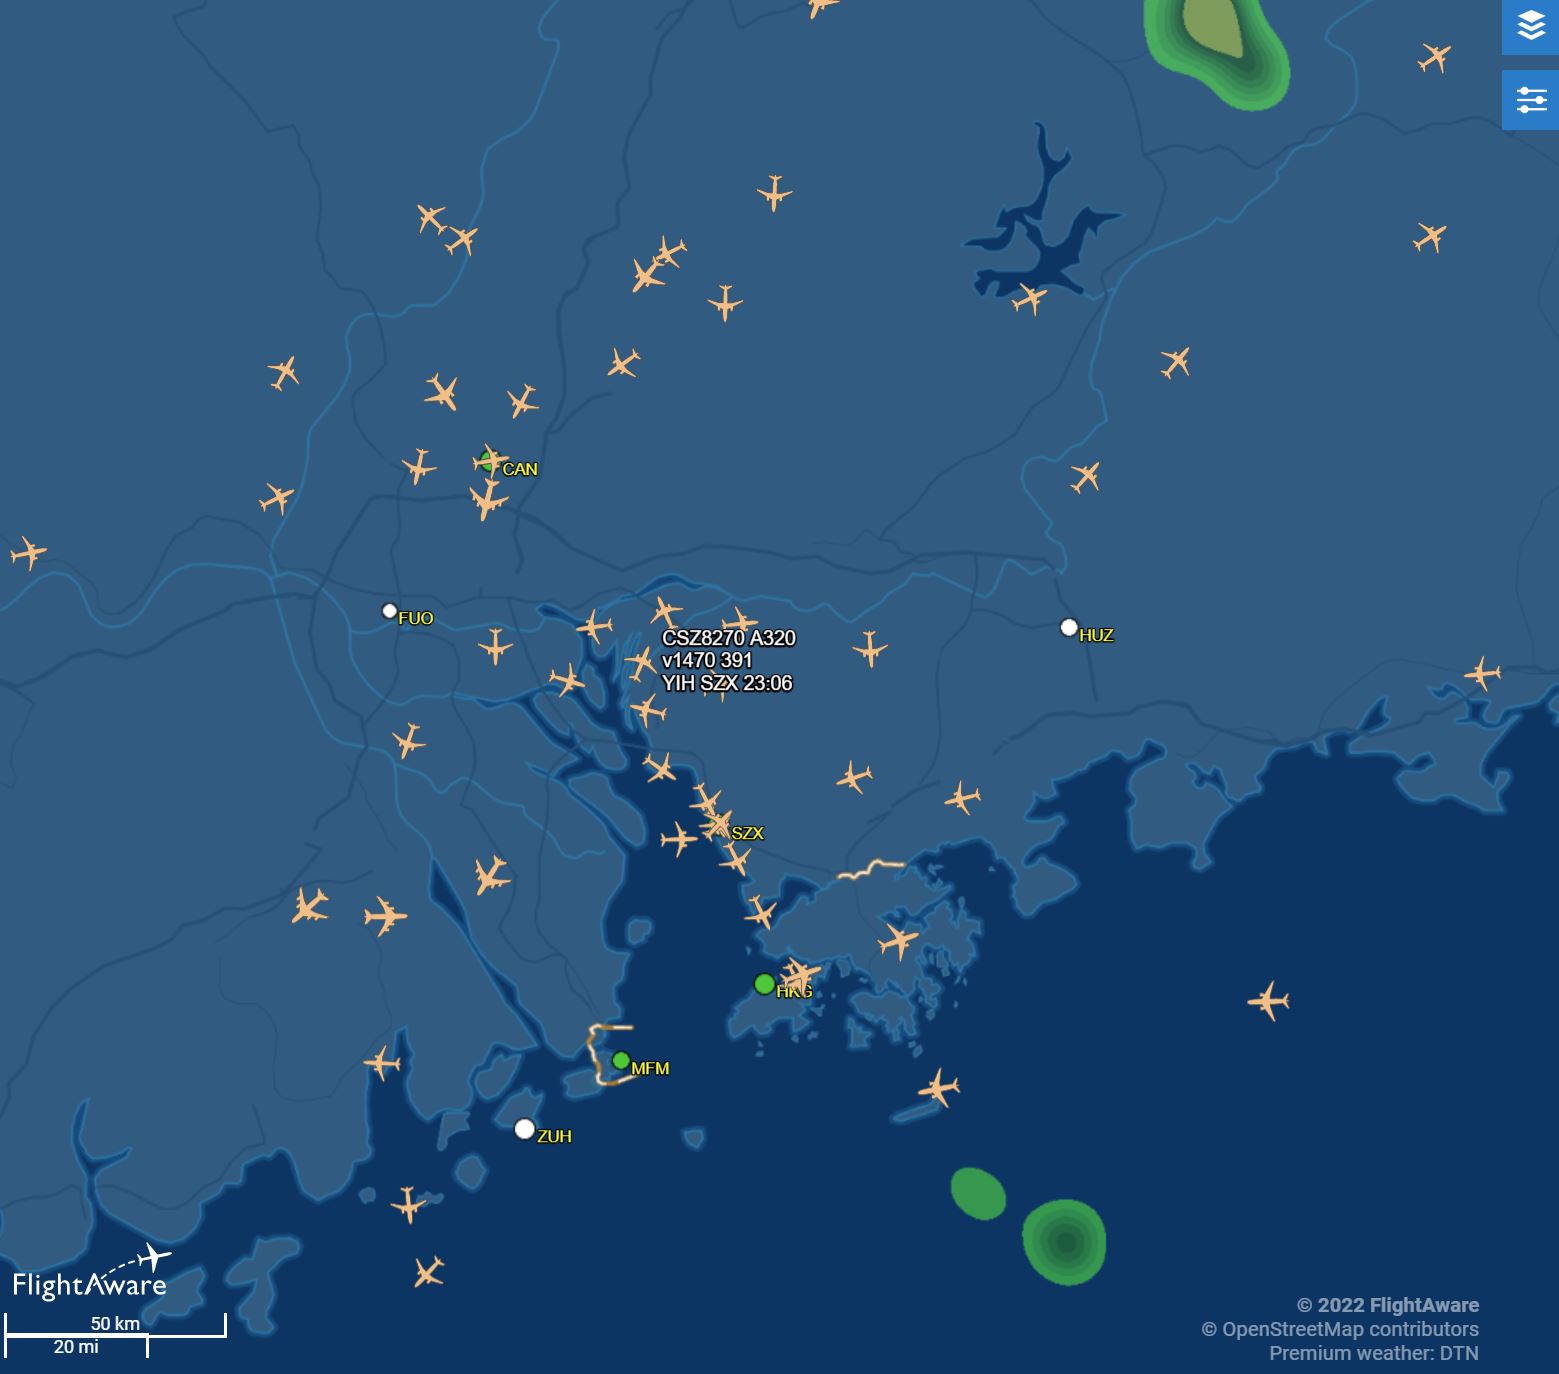 CAN
FUO
CSZ8270 A320
v1470 391
YIH SZX 23:06
HUZ
SZX
HKG
MFM
ZUH
FlightAware
50 km
20 mi
© 2022 FlightAware
© OpenStreetMap contributors
Premium weather: DTN